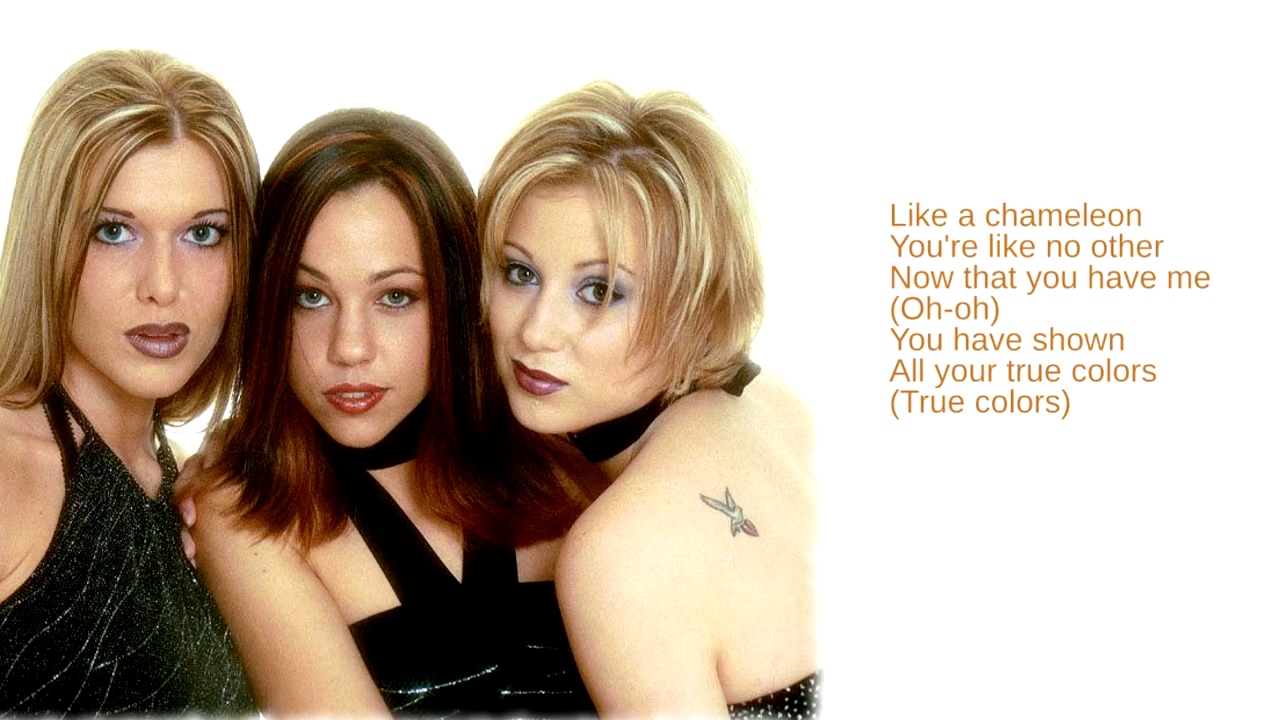 Like a chameleon
You're like no other
Now that you have me
(Oh-oh)
You have shown
All your true colors
(True colors)